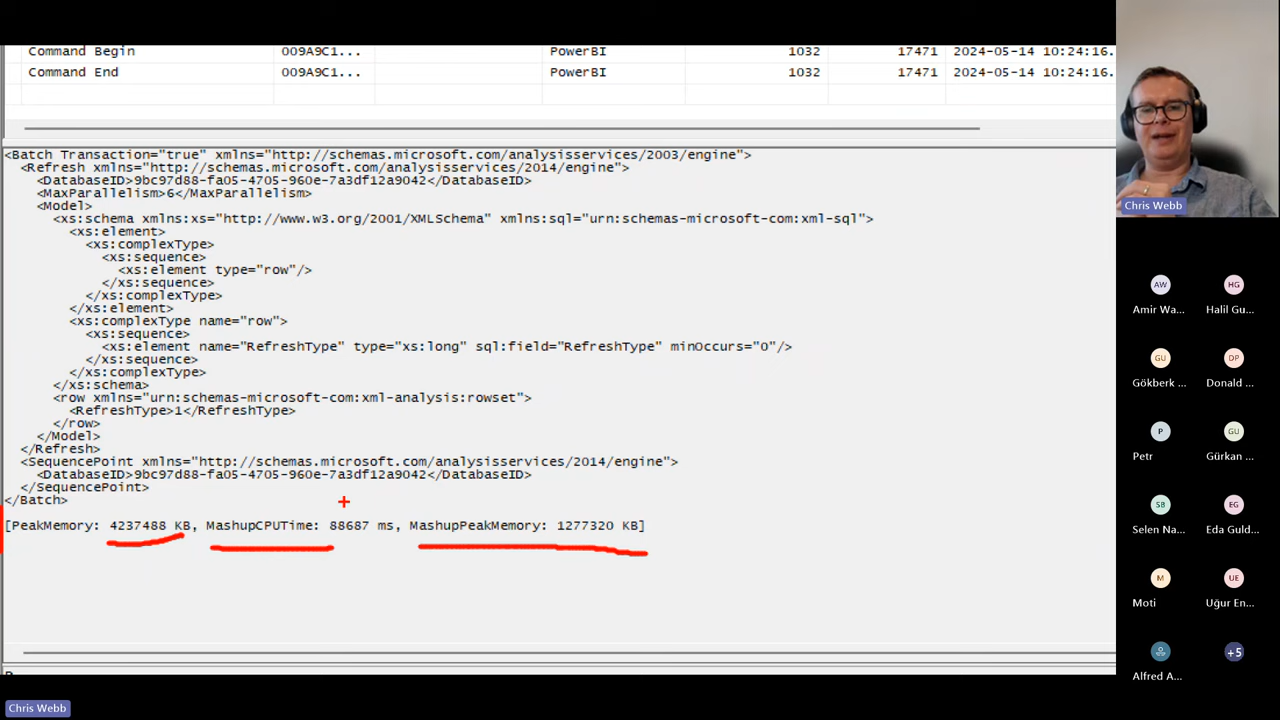 Command Begin 009A9C1... PowerBI 1032 17471 2024-05-14 10:24:16.
Command End 009A9C1... PowerBI 1032 17471 2024-05-14 10:24:16.
<Batch Transaction="true" xmlns="http://schemas.microsoft.com/analysisservices/2003/engine">
<Refresh xmlns="http://schemas.microsoft.com/analysisservices/2014/engine">
<DatabaseID>9bc97d88-fa05-4705-960e-7a3df12a9042</DatabaseID>
<MaxParallelism>6</MaxParallelism>
<Model>
<xs:schema xmlns:xs="http://www.w3.org/2001/XMLSchema" xmlns:sql="urn:schemas-microsoft-com:xml-sql">
<xs:element>
<xs:complexType>
<xs:sequence>
<xs:element type="row"/>
</xs:sequence>
</xs:complexType>
</xs:element>
<xs:complexType name="row">
<xs:sequence>
<xs:element name="RefreshType" type="xs:long" sql:field="RefreshType" minOccurs="0"/>
</xs:sequence>
</xs:complexType>
</xs:schema>
<row xmlns="urn:schemas-microsoft-com:xml-analysis:rowset">
<RefreshType>1</RefreshType>
</row>
</Model>
</Refresh>
<SequencePoint xmlns="http://schemas.microsoft.com/analysisservices/2014/engine">
<DatabaseID>9bc97d88-fa05-4705-960e-7a3df12a9042</DatabaseID>
</SequencePoint>
</Batch>
[PeakMemory: 4237488 KB, MashupCPUTime: 88687 ms, MashupPeakMemory: 1277320 KB]
Chris Webb
AW HG
Amir Wa... Halil Gu...
GU DP
Gökberk ... Donald ...
P GU
Petr Gürkan ...
SB EG
Selen Na... Eda Guld...
M UE
Moti Uğur En...
+5
Alfred A...
Chris Webb